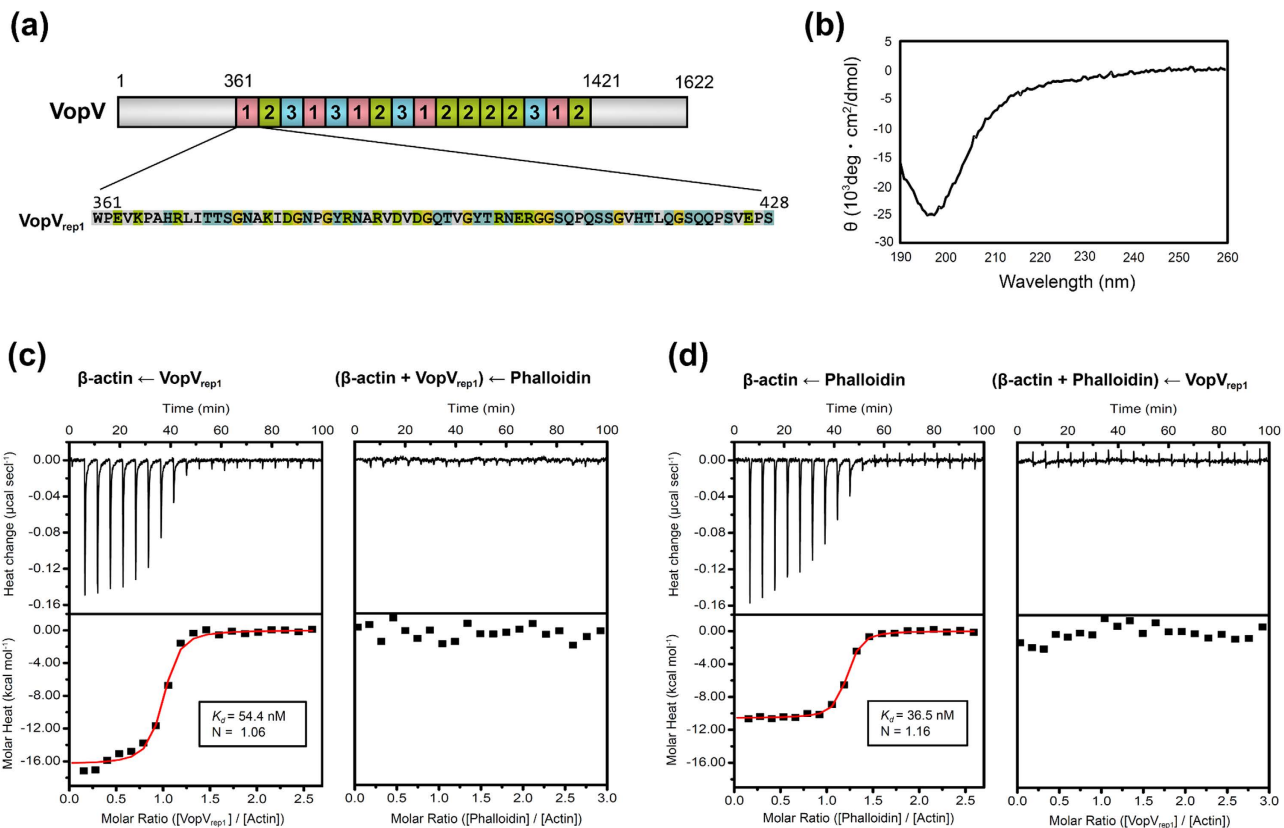 (a)
1 361 1421 1622
VopV 1 2 3 1 3 1 2 3 1 2 2 2 2 3 1 2
361 428
VopVrep1 WPEVKPAHRLITTSGNAKIDGNPGYRNARVDVDGQTVGYTRNERGGSQPQSSGVHTLQGSQQPSVEPS
(b)
5
0
-5
-10
-15
-20
-25
-30
θ (10³deg・cm²/dmol)
190 200 210 220 230 240 250 260
Wavelength (nm)
(c)
β-actin ← VopVrep1
Time (min)
0 20 40 60 80 100
0.00
-0.04
-0.08
-0.12
-0.16
Heat change (µcal secl⁻¹)
0.00
-4.00
-8.00
-12.00
-16.00
Molar Heat (kcal mol⁻¹)
Kd = 54.4 nM
N = 1.06
0.0 0.5 1.0 1.5 2.0 2.5
Molar Ratio ([VopVrep1] / [Actin])
(β-actin + VopVrep1) ← Phalloidin
Time (min)
0 20 40 60 80 100
0.0 0.5 1.0 1.5 2.0 2.5 3.0
Molar Ratio ([Phalloidin] / [Actin])
(d)
β-actin ← Phalloidin
Time (min)
0 20 40 60 80 100
0.00
-0.04
-0.08
-0.12
-0.16
Heat change (µcal secl⁻¹)
0.00
-4.00
-8.00
-12.00
-16.00
Molar Heat (kcal mol⁻¹)
Kd = 36.5 nM
N = 1.16
0.0 0.5 1.0 1.5 2.0 2.5
Molar Ratio ([Phalloidin] / [Actin])
(β-actin + Phalloidin) ← VopVrep1
Time (min)
0 20 40 60 80 100
0.0 0.5 1.0 1.5 2.0 2.5 3.0
Molar Ratio ([VopVrep1] / [Actin])